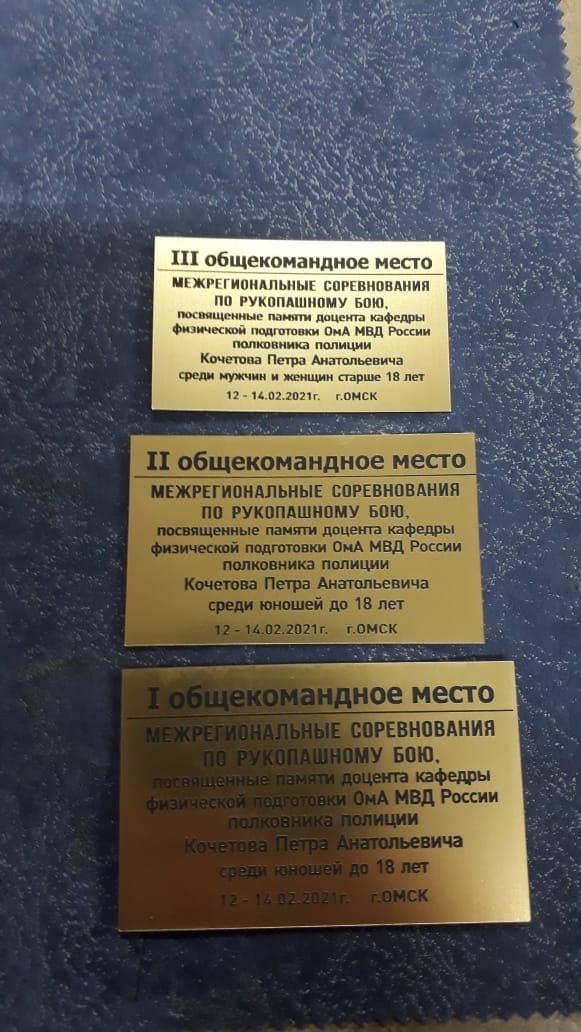 III общекомандное место
МЕЖРЕГИОНАЛЬНЫЕ СОРЕВНОВАНИЯ
ПО РУКОПАШНОМУ БОЮ,
посвященные памяти доцента кафедры
физической подготовки ОмА МВД России
полковника полиции
Кочетова Петра Анатольевича
среди мужчин и женщин старше 18 лет
12 - 14.02.2021г. г.ОМСК
II общекомандное место
МЕЖРЕГИОНАЛЬНЫЕ СОРЕВНОВАНИЯ
ПО РУКОПАШНОМУ БОЮ,
посвященные памяти доцента кафедры
физической подготовки ОмА МВД России
полковника полиции
Кочетова Петра Анатольевича
среди юношей до 18 лет
12 - 14.02.2021г. г.ОМСК
I общекомандное место
МЕЖРЕГИОНАЛЬНЫЕ СОРЕВНОВАНИЯ
ПО РУКОПАШНОМУ БОЮ,
посвященные памяти доцента кафедры
физической подготовки ОмА МВД России
полковника полиции
Кочетова Петра Анатольевича
среди юношей до 18 лет
12 - 14.02.2021г. г.ОМСК